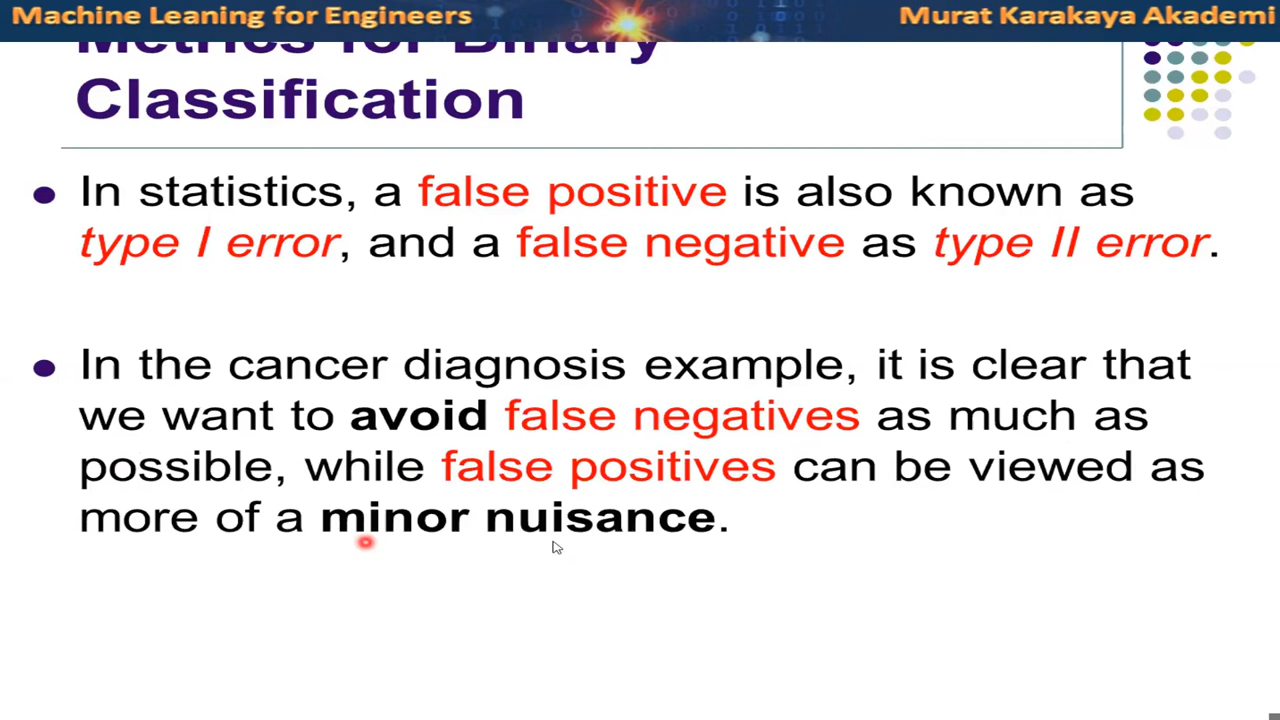 Machine Leaning for Engineers
Murat Karakaya Akademi
Metrics for Binary
Classification
In statistics, a false positive is also known as
type I error, and a false negative as type II error.
In the cancer diagnosis example, it is clear that
we want to avoid false negatives as much as
possible, while false positives can be viewed as
more of a minor nuisance.